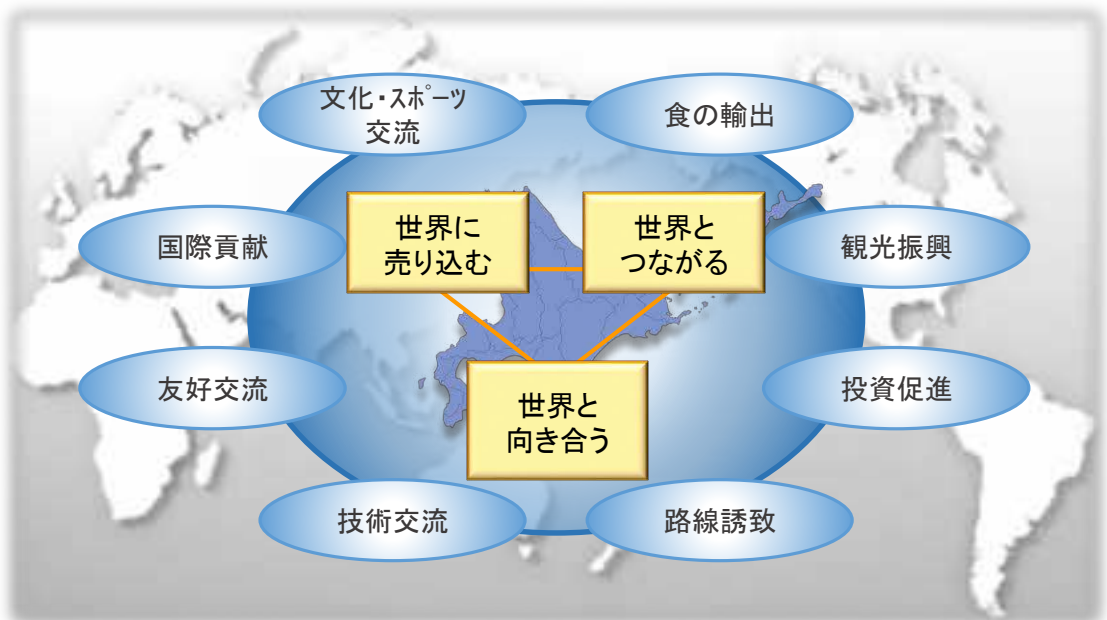 文化・スポーツ
交流
食の輸出
世界に
売り込む
世界と
つながる
国際貢献
観光振興
友好交流
投資促進
世界と
向き合う
技術交流
路線誘致